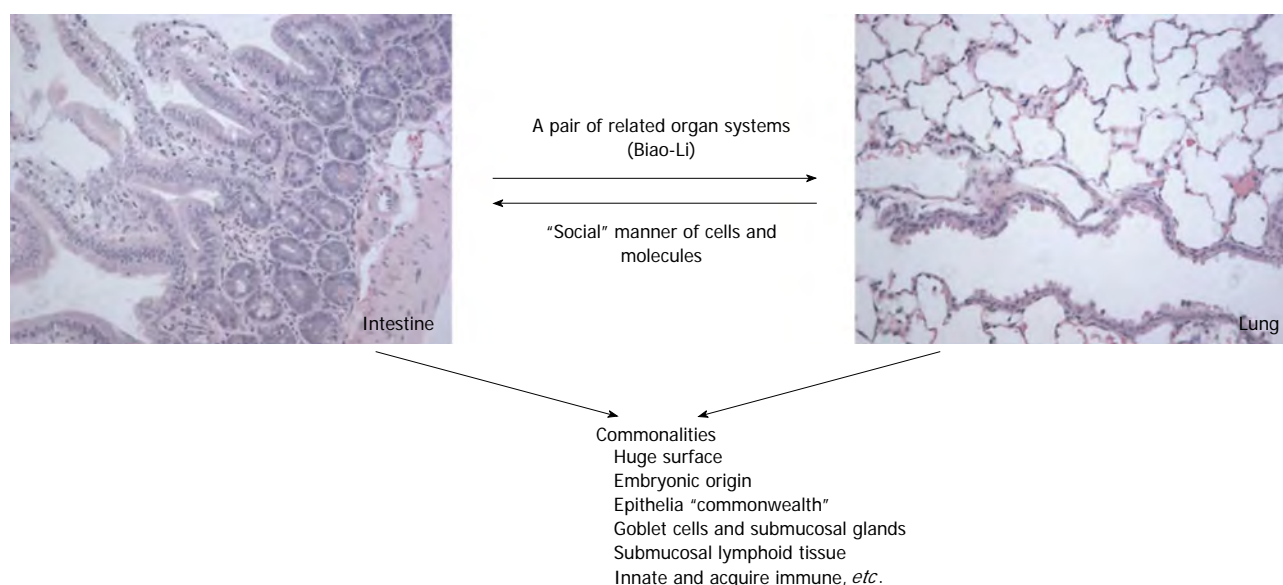 A pair of related organ systems
(Biao-Li)
"Social" manner of cells and
molecules
Intestine
Lung
Commonalities
Huge surface
Embryonic origin
Epithelia "commonwealth"
Goblet cells and submucosal glands
Submucosal lymphoid tissue
Innate and acquire immune, etc.